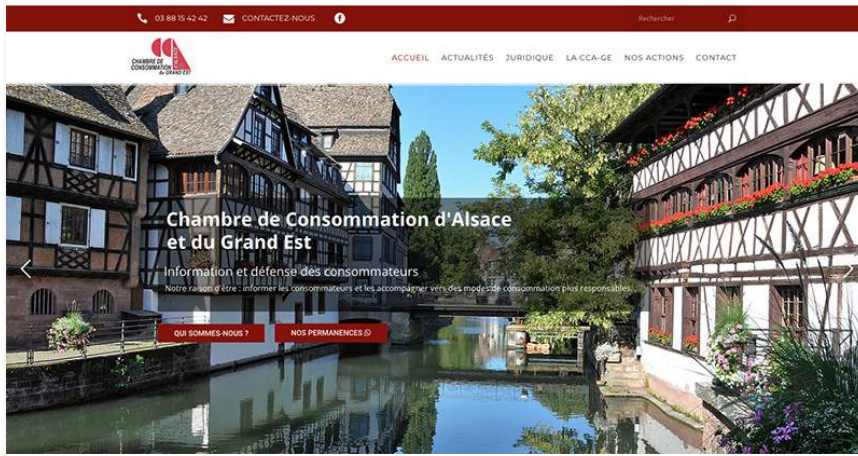 03 88 15 42 42 CONTACTEZ-NOUS
Rechercher
CHAMBRE DE
CONSOMMATION
ALSACE
du GRAND EST
ACCUEIL ACTUALITÉS JURIDIQUE LA CCA-GE NOS ACTIONS CONTACT
Chambre de Consommation d'Alsace
et du Grand Est
Information et défense des consommateurs
Notre raison d'être : informer les consommateurs et les accompagner vers des modes de consommation plus responsables.
QUI SOMMES-NOUS ? NOS PERMANENCES